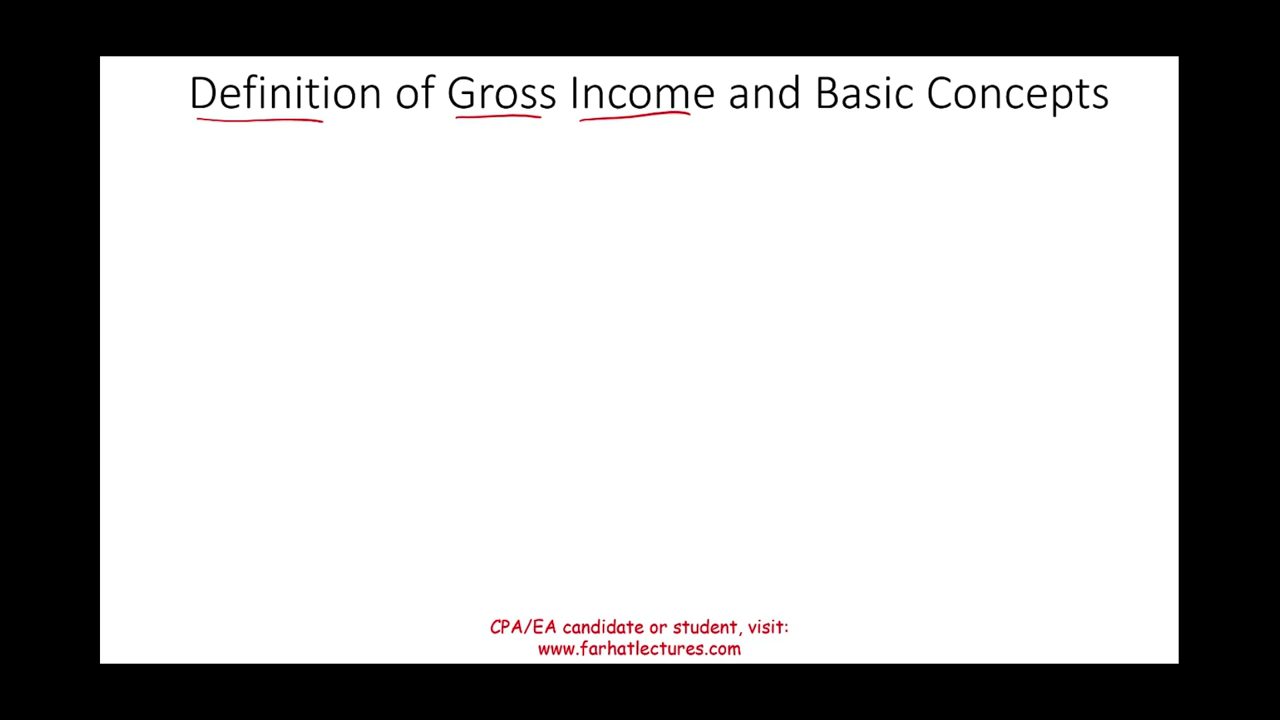 Definition of Gross Income and Basic Concepts
CPA/EA candidate or student, visit:
www.farhatlectures.com